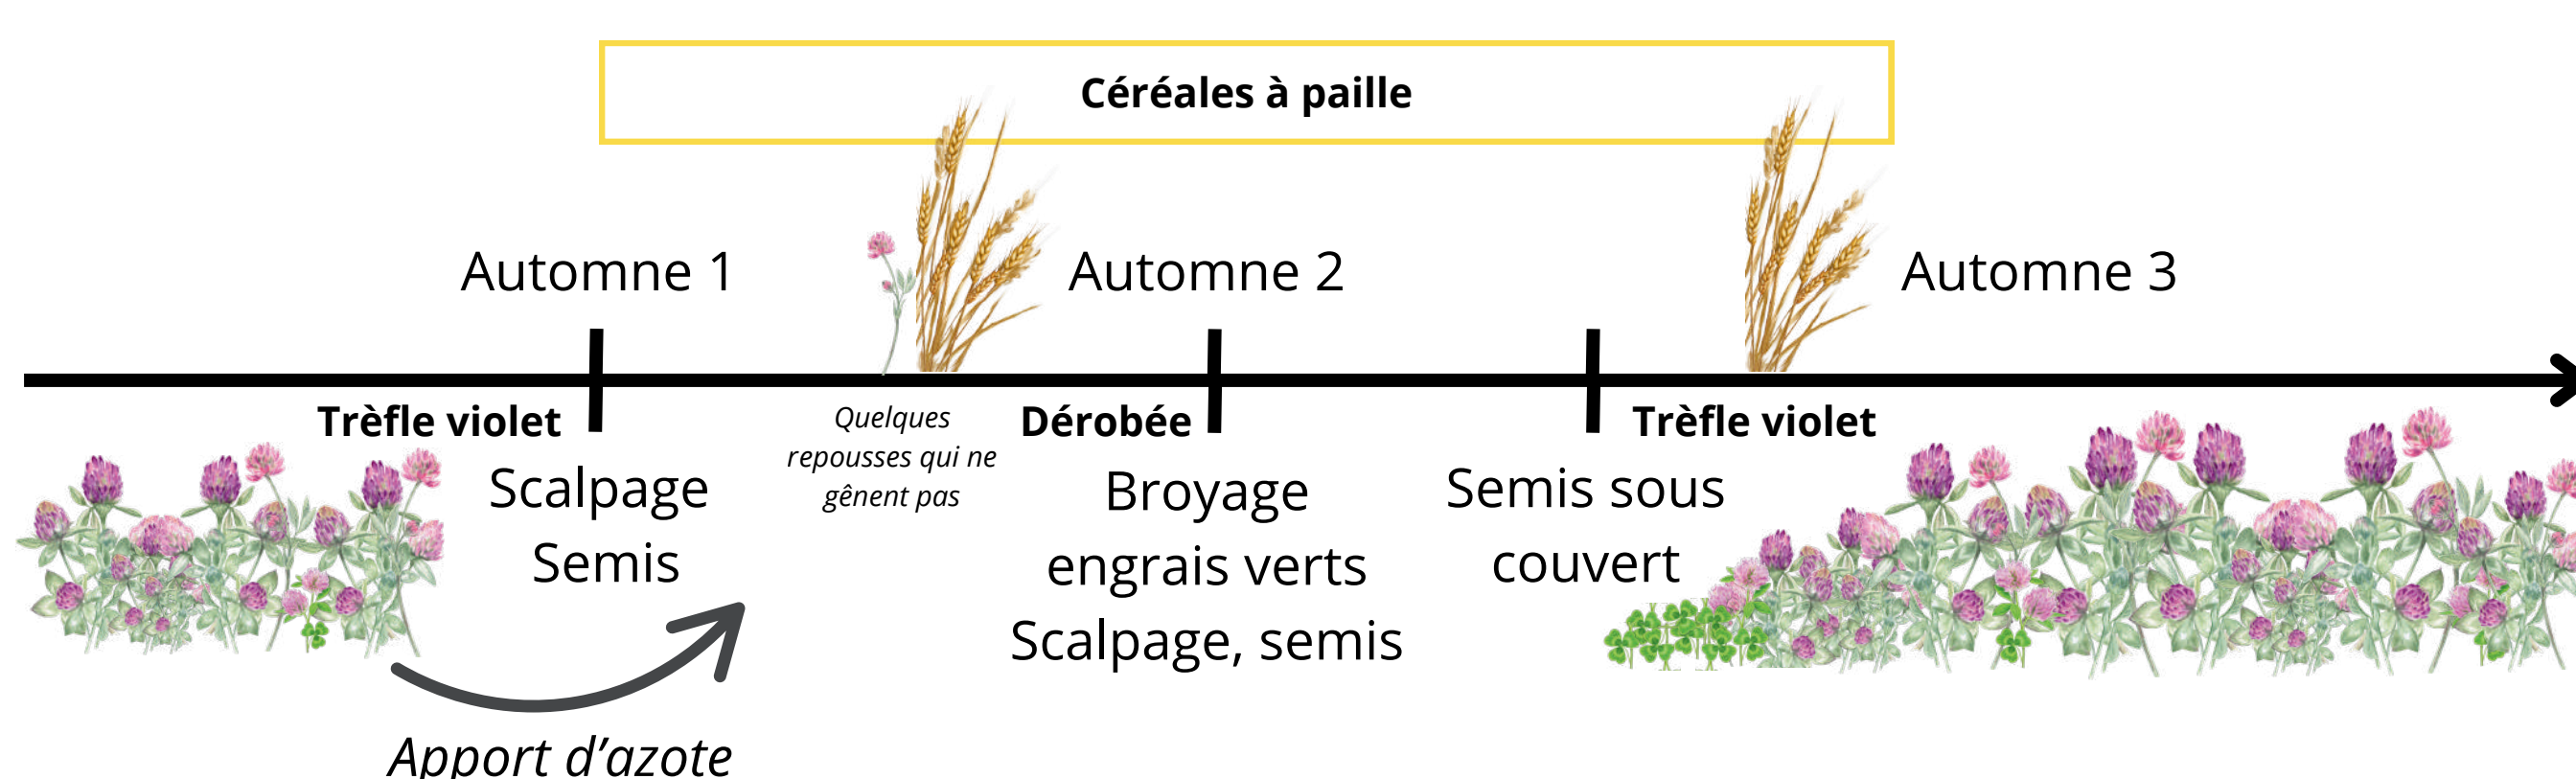 Céréales à paille
Automne 1
Automne 2
Automne 3
Trèfle violet
Scalpage
Semis
Quelques
repousses qui ne
gênent pas
Dérobée
Broyage
engrais verts
Scalpage, semis
Semis sous
couvert
Trèfle violet
Apport d’azote